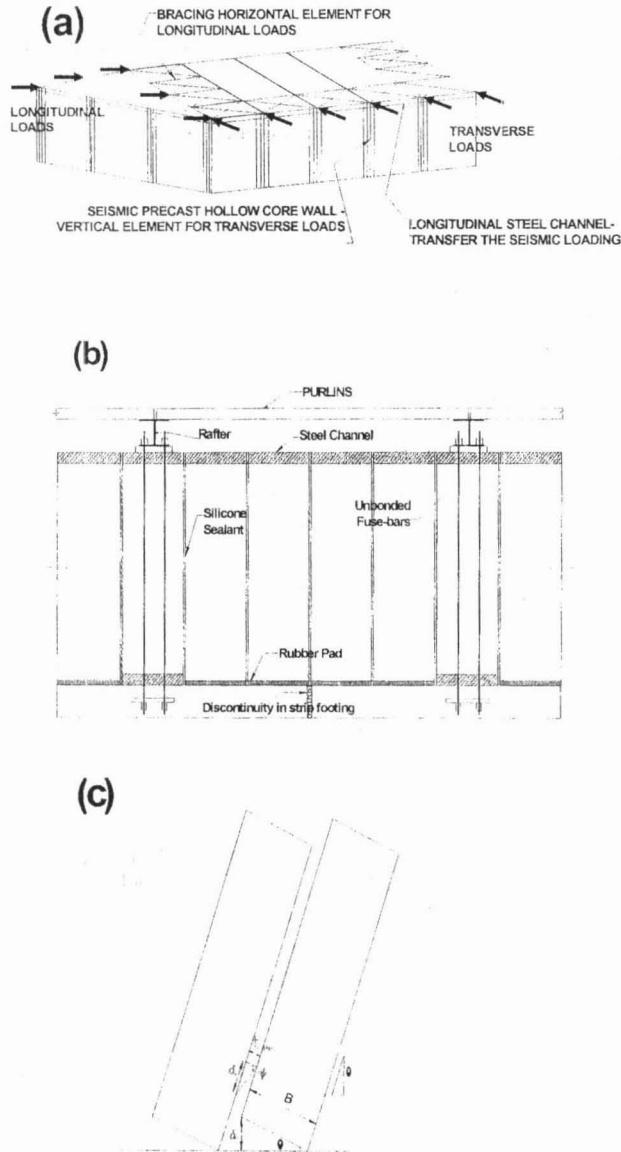 (a)
BRACING HORIZONTAL ELEMENT FOR
LONGITUDINAL LOADS
LONGITUDINAL
LOADS
TRANSVERSE
LOADS
SEISMIC PRECAST HOLLOW CORE WALL -
VERTICAL ELEMENT FOR TRANSVERSE LOADS
LONGITUDINAL STEEL CHANNEL-
TRANSFER THE SEISMIC LOADING
(b)
PURLINS
Rafter
Steel Channel
Silicone
Sealant
Unbonded
Fuse-bars
Rubber Pad
Discontinuity in strip footing
(c)
d
B
θ
d
θ